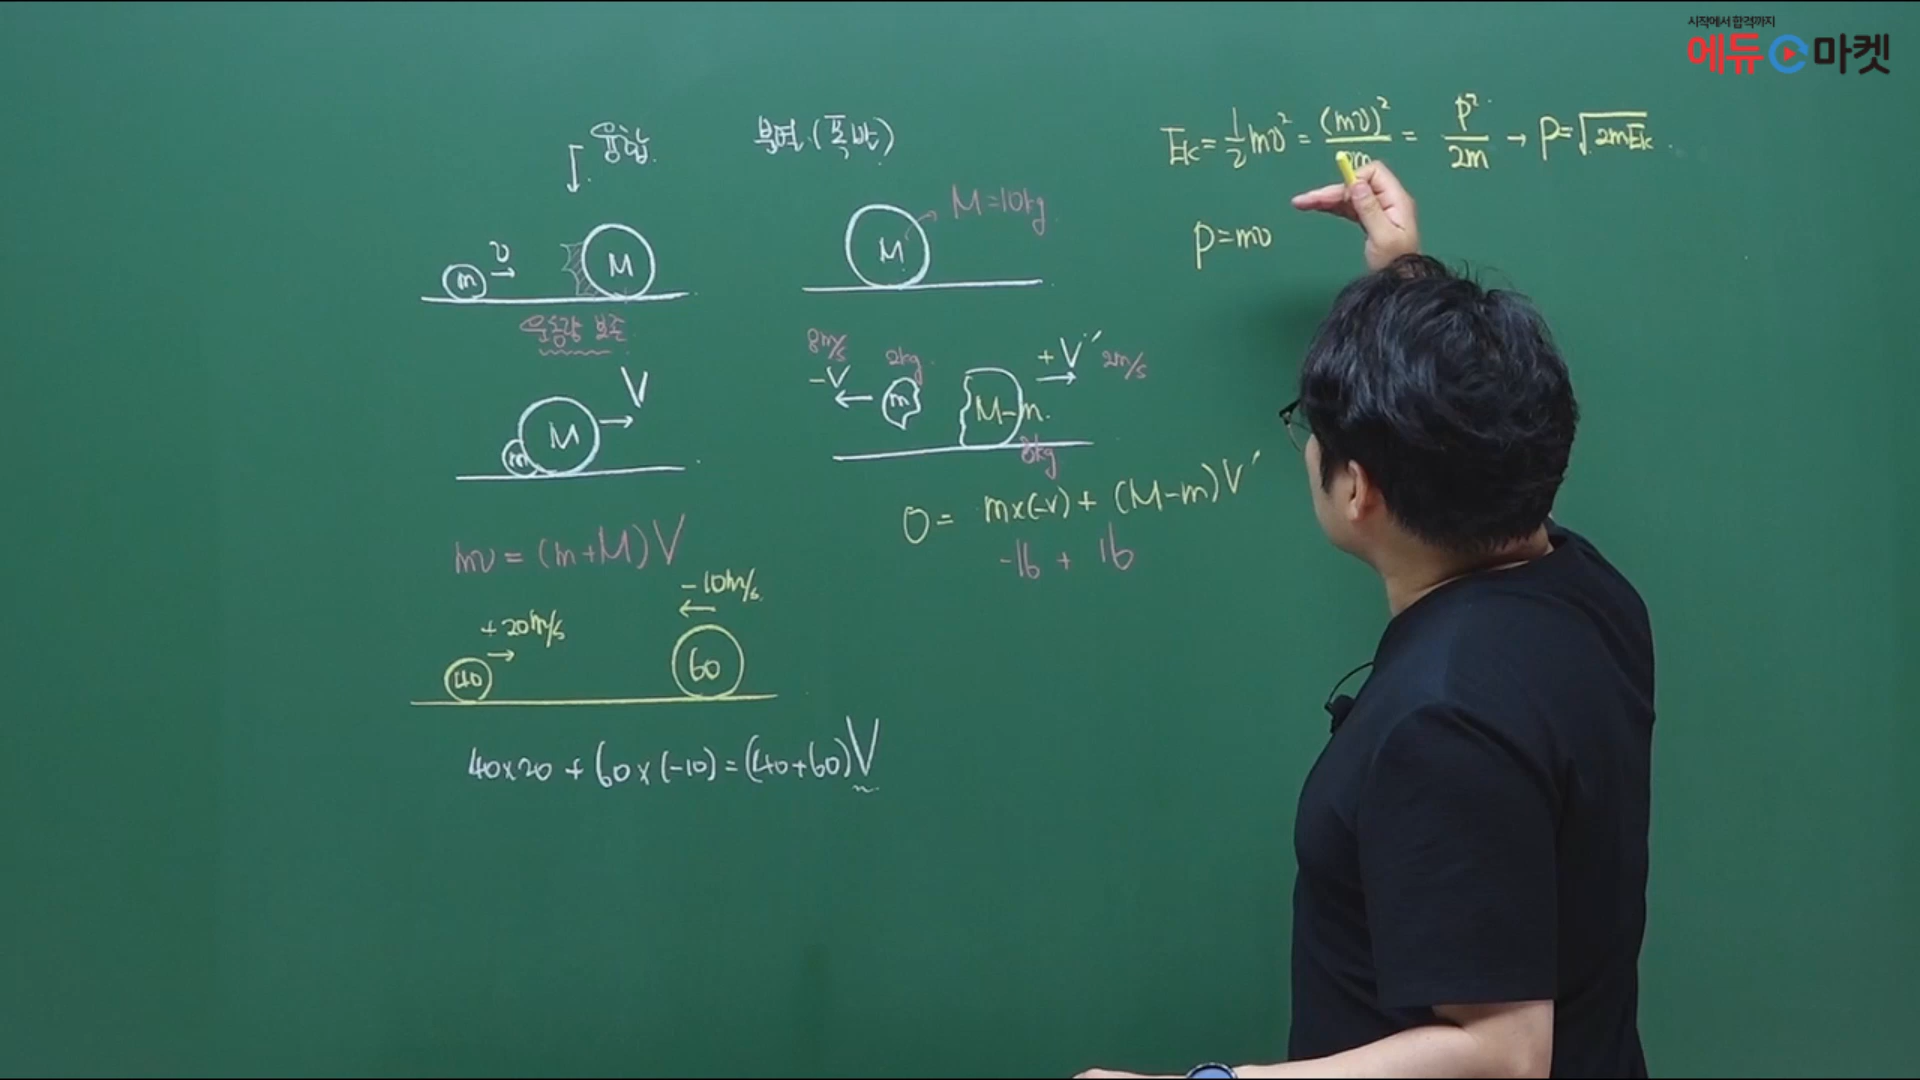 시작에서 합격까지
에듀 마켓
융합
분열 (폭발)
Ek = 1/2 mv² = (mv)²/2m = P²/2m → P = √2mEk
P = mv
m
v
M
운동량 보존
M
M = 10kg
m
M
V
8m/s
-V
2kg
m
M-m
8kg
+V′
2m/s
mv = (m+M)V
0 = m×(-V) + (M-m)V′
-16 + 16
+20m/s
40
-10m/s
60
40×20 + 60×(-10) = (40+60)V